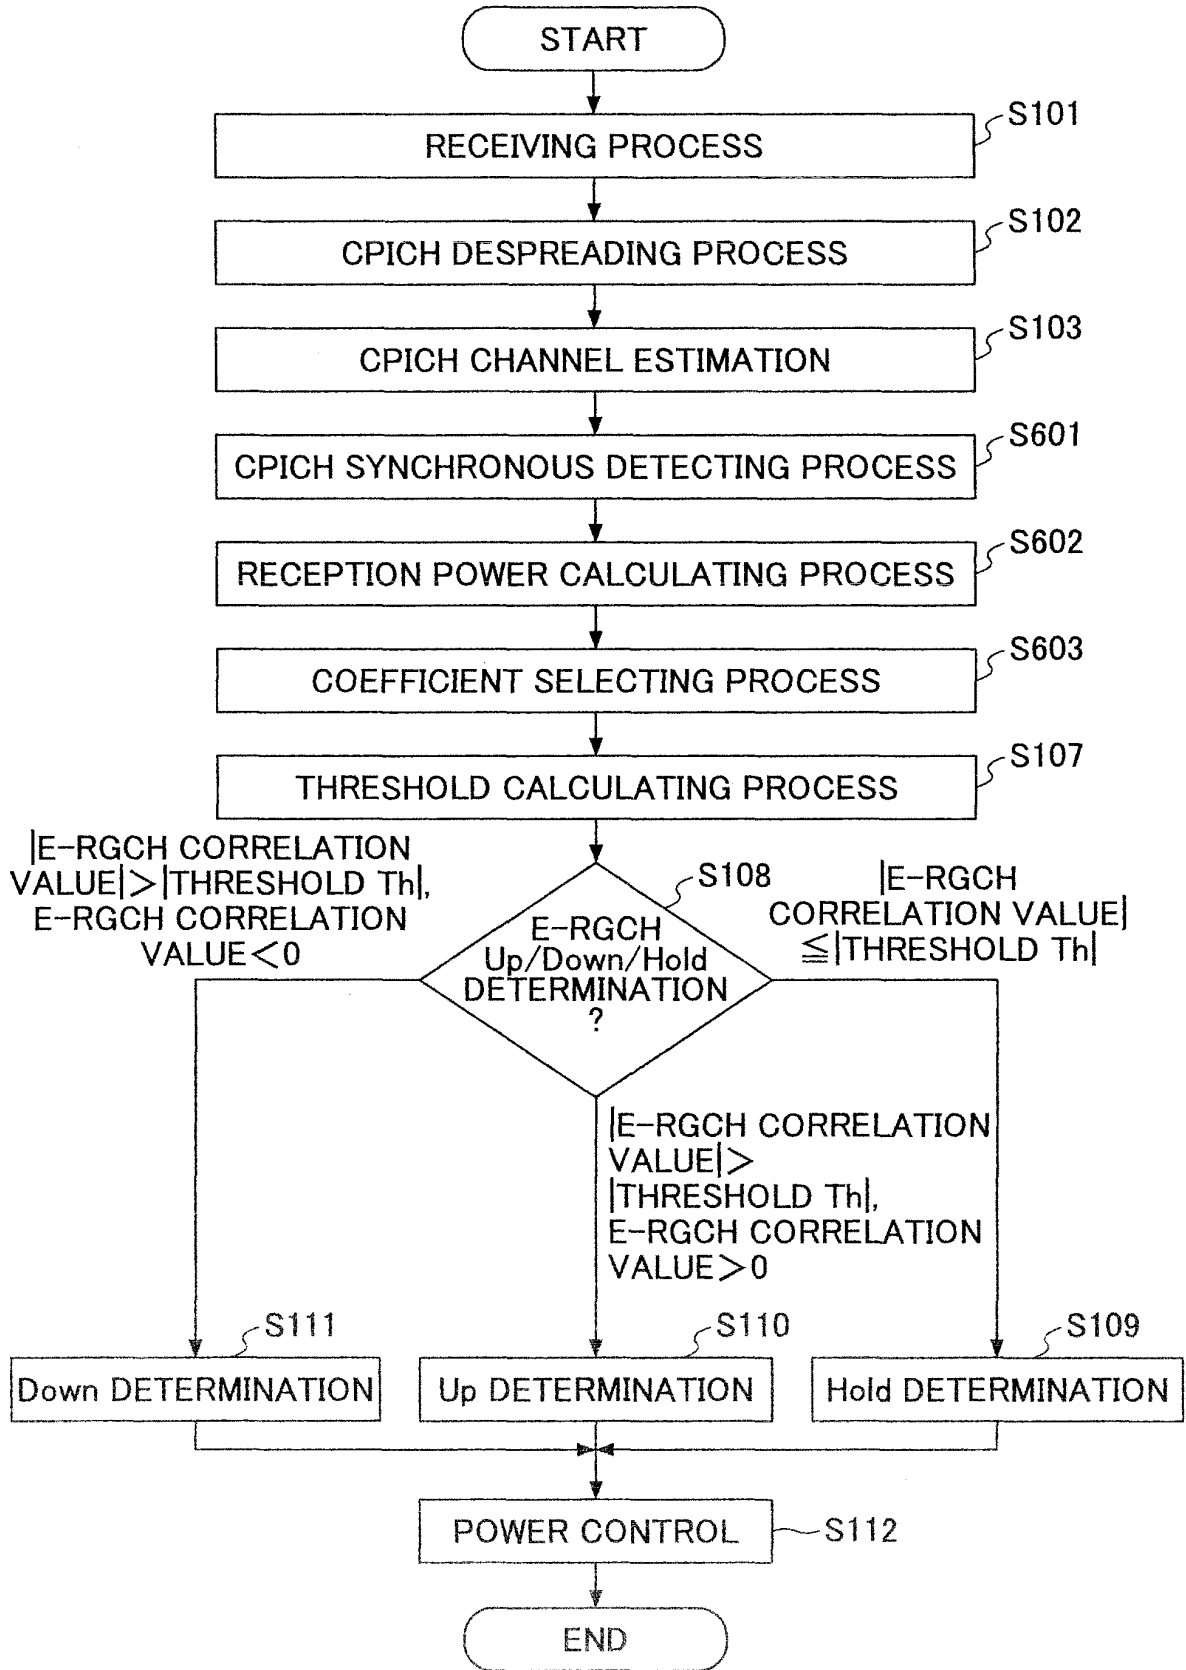 START
S101
RECEIVING PROCESS
S102
CPICH DESPREADING PROCESS
S103
CPICH CHANNEL ESTIMATION
S601
CPICH SYNCHRONOUS DETECTING PROCESS
S602
RECEPTION POWER CALCULATING PROCESS
S603
COEFFICIENT SELECTING PROCESS
S107
THRESHOLD CALCULATING PROCESS
|E-RGCH CORRELATION
VALUE|>|THRESHOLD Th|,
E-RGCH CORRELATION
VALUE<0
S108
E-RGCH
Up/Down/Hold
DETERMINATION
?
|E-RGCH
CORRELATION VALUE|
≦|THRESHOLD Th|
|E-RGCH CORRELATION
VALUE|>
|THRESHOLD Th|,
E-RGCH CORRELATION
VALUE>0
S111
Down DETERMINATION
S110
Up DETERMINATION
S109
Hold DETERMINATION
POWER CONTROL
S112
END